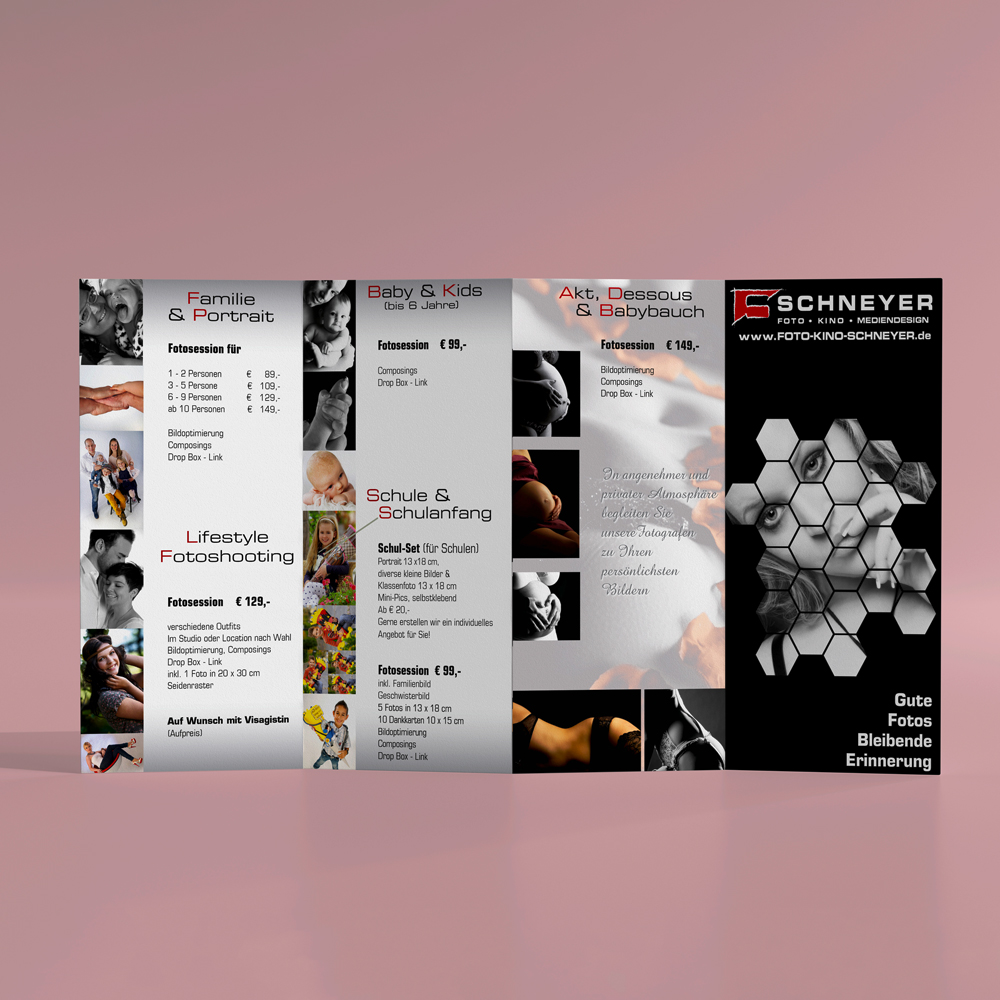 Familie
& Portrait
Fotosession für
1 - 2 Personen € 89,-
3 - 5 Persone € 109,-
6 - 9 Personen € 129,-
ab 10 Personen € 149,-
Bildoptimierung
Composings
Drop Box - Link
Lifestyle
Fotoshooting
Fotosession € 129,-
verschiedene Outfits
Im Studio oder Location nach Wahl
Bildoptimierung, Composings
Drop Box - Link
inkl. 1 Foto in 20 x 30 cm
Seidenraster
Auf Wunsch mit Visagistin
(Aufpreis)
Baby & Kids
(bis 6 Jahre)
Fotosession € 99,-
Composings
Drop Box - Link
Schule &
Schulanfang
Schul-Set (für Schulen)
Portrait 13 x18 cm,
diverse kleine Bilder &
Klassenfoto 13 x 18 cm
Mini-Pics, selbstklebend
Ab € 20,-
Gerne erstellen wir ein individuelles
Angebot für Sie!
Fotosession € 99,-
inkl. Familienbild
Geschwisterbild
5 Fotos in 13 x 18 cm
10 Dankkarten 10 x 15 cm
Bildoptimierung
Composings
Drop Box - Link
Akt, Dessous
& Babybauch
Fotosession € 149,-
Bildoptimierung
Composings
Drop Box - Link
In angenehmer und
privater Atmosphäre
begleiten Sie
unsere Fotografen
zu Ihren
persönlichsten
Bildern
SCHNEYER
FOTO • KINO • MEDIENDESIGN
www.FOTO-KINO-SCHNEYER.de
Gute
Fotos
Bleibende
Erinnerung